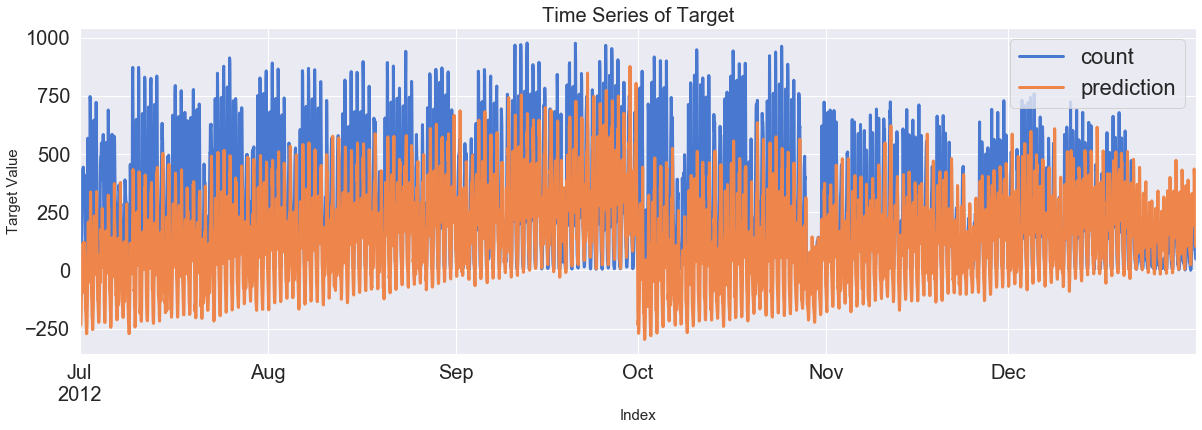 Time Series of Target
1000
750
500
250
0
−250
Target Value
count
prediction
Jul Aug Sep Oct Nov Dec
2012
Index